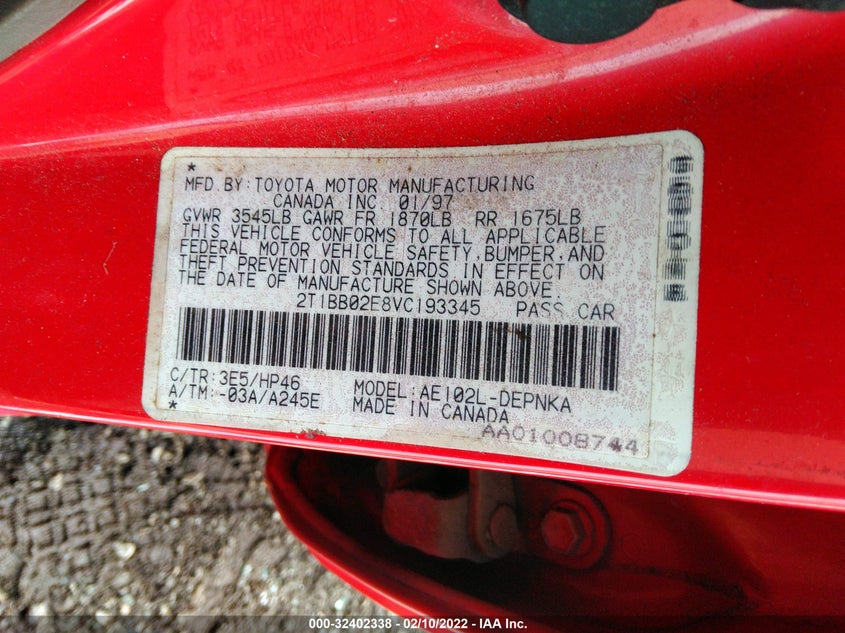 *
MFD.BY:TOYOTA MOTOR MANUFACTURING
CANADA INC. 01/97
GVWR 3545LB GAWR FR 1870LB RR 1675LB
THIS VEHICLE CONFORMS TO ALL APPLICABLE
FEDERAL MOTOR VEHICLE SAFETY,BUMPER,AND
THEFT PREVENTION STANDARDS IN EFFECT ON
THE DATE OF MANUFACTURE SHOWN ABOVE.
2T1BB02E8VC193345 PASS CAR
C/TR:3E5/HP46 MODEL:AE102L-DEPNKA
A/TM:-03A/A245E MADE IN CANADA
*
AA01008744
000-32402338 - 02/10/2022 - IAA Inc.